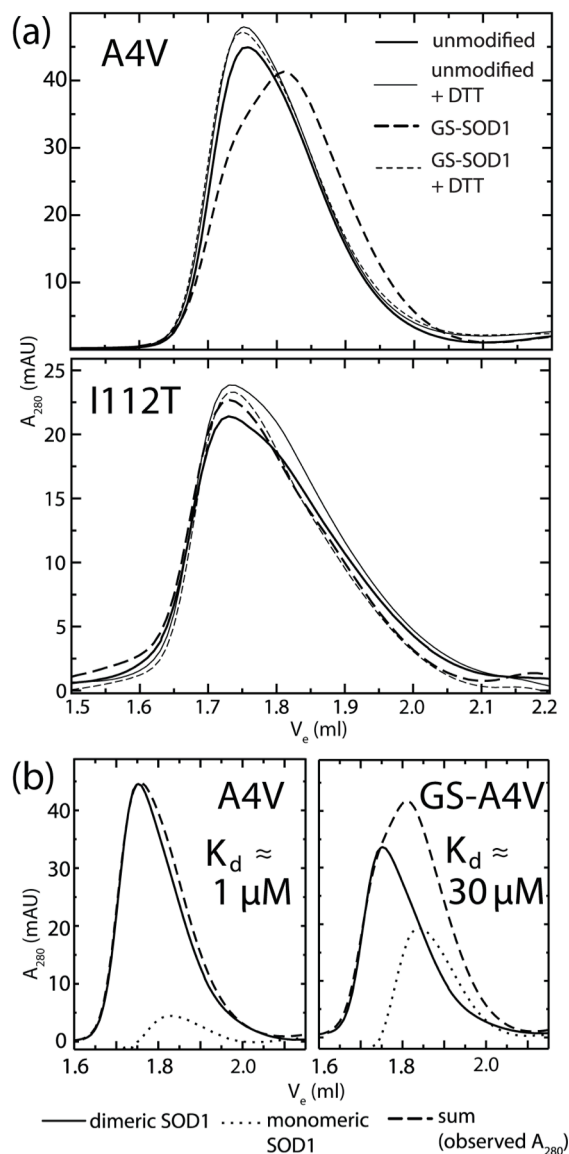 (a)
A4V
unmodified
unmodified
+ DTT
GS-SOD1
GS-SOD1
+ DTT
40
30
20
10
A280 (mAU)
I112T
25
20
15
10
5
0
1.5 1.6 1.7 1.8 1.9 2.0 2.1 2.2
Ve (ml)
(b)
A4V
Kd ≈
1 μM
GS-A4V
Kd ≈
30 μM
40
30
20
10
0
A280 (mAU)
1.6 1.8 2.0 1.6 1.8 2.0
Ve (ml)
dimeric SOD1 monomeric sum
SOD1 (observed A280)